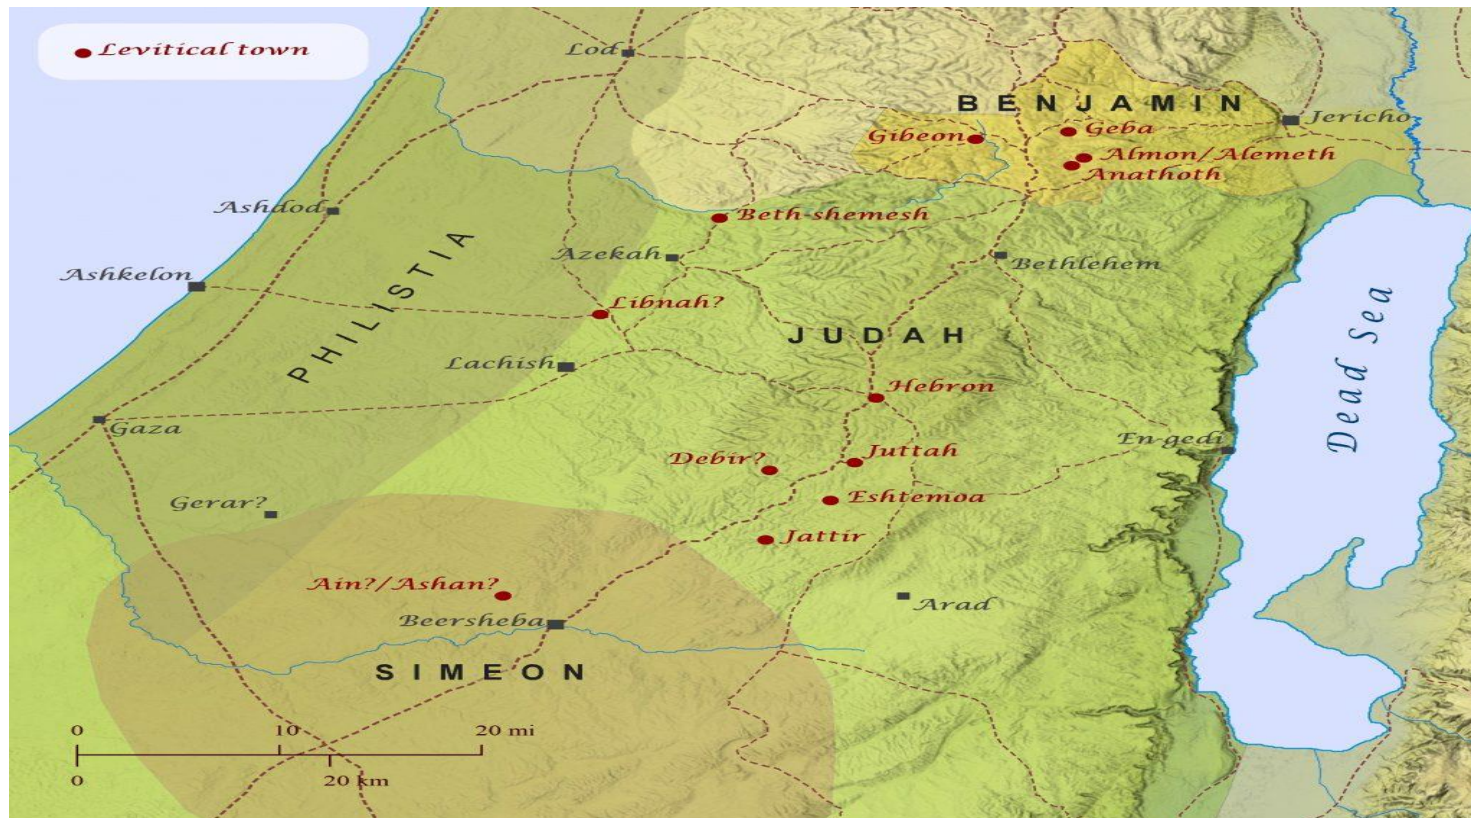 Levitical town
Lod
BENJAMIN
Jericho
Gibeon
Geba
Almon/Alemeth
Anathoth
Ashdod
Beth-shemesh
Azekah
Bethlehem
Ashkelon
PHILISTIA
Libnah?
JUDAH
Dead Sea
Lachish
Hebron
Gaza
En-gedi
Debir?
Juttah
Gerar?
Eshtemoa
Jattir
Ain?/Ashan?
Arad
Beersheba
SIMEON
0 10 20 mi
0 20 km